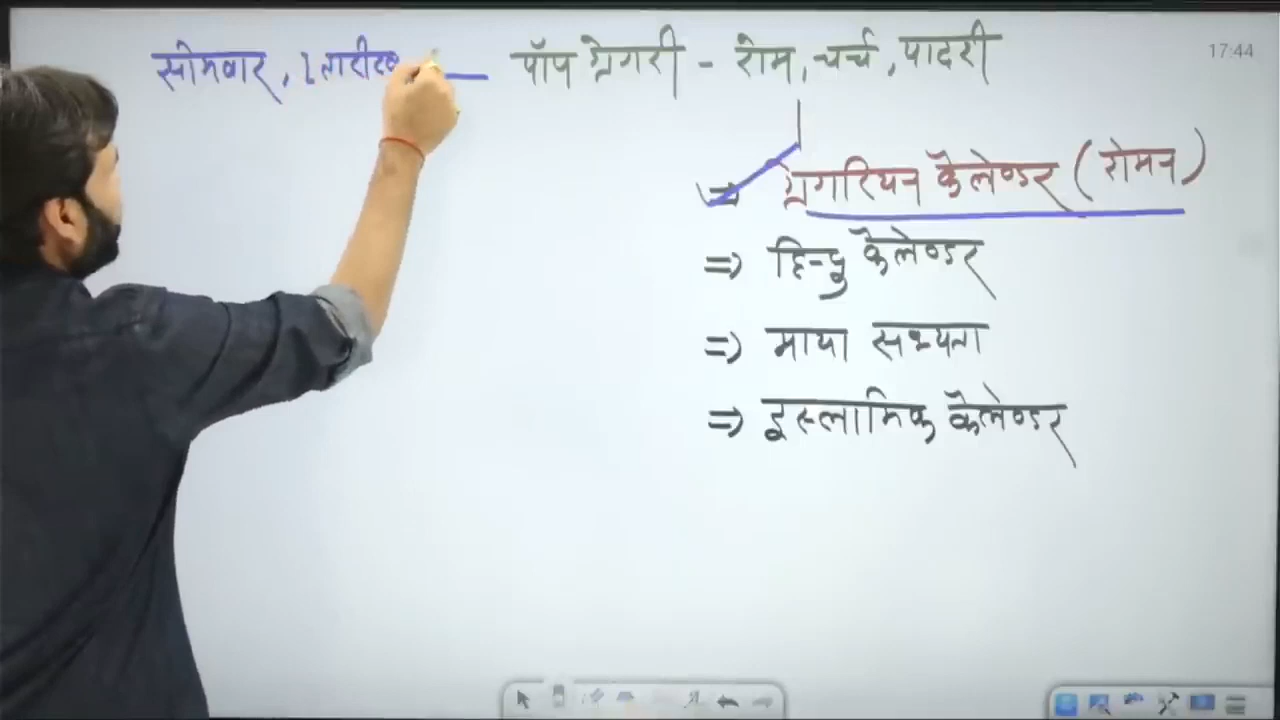 सोमवार, 1 तारीख — पॉप ग्रेगरी - रोम, चर्च, पादरी
17:44
=> ग्रेगरियन कैलेण्डर (रोमन)
=> हिन्दु कैलेण्डर
=> माया सभ्यता
=> इस्लामिक कैलेण्डर